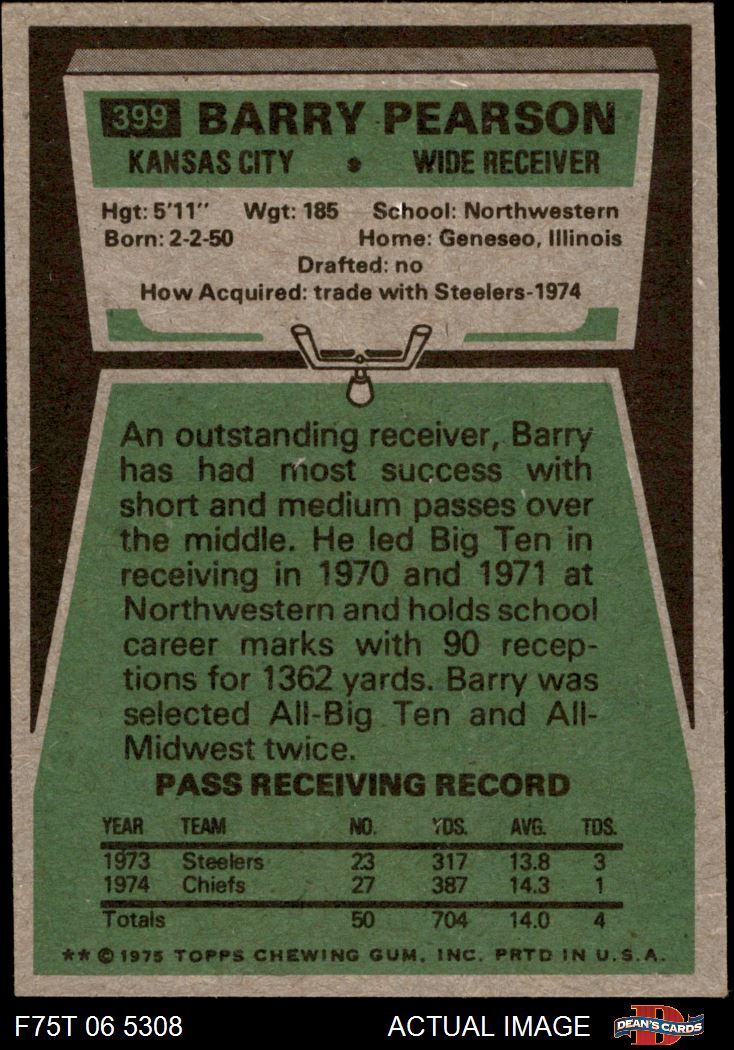 399 BARRY PEARSON
KANSAS CITY • WIDE RECEIVER
Hgt: 5'11" Wgt: 185 School: Northwestern
Born: 2-2-50 Home: Geneseo, Illinois
Drafted: no
How Acquired: trade with Steelers-1974
An outstanding receiver, Barry
has had most success with
short and medium passes over
the middle. He led Big Ten in
receiving in 1970 and 1971 at
Northwestern and holds school
career marks with 90 recep-
tions for 1362 yards. Barry was
selected All-Big Ten and All-
Midwest twice.
PASS RECEIVING RECORD
YEAR TEAM NO. YDS. AVG. TDS.
1973 Steelers 23 317 13.8 3
1974 Chiefs 27 387 14.3 1
Totals 50 704 14.0 4
** © 1975 TOPPS CHEWING GUM, INC. PRTD IN U.S.A.
F75T 06 5308 ACTUAL IMAGE D DEAN'S CARDS